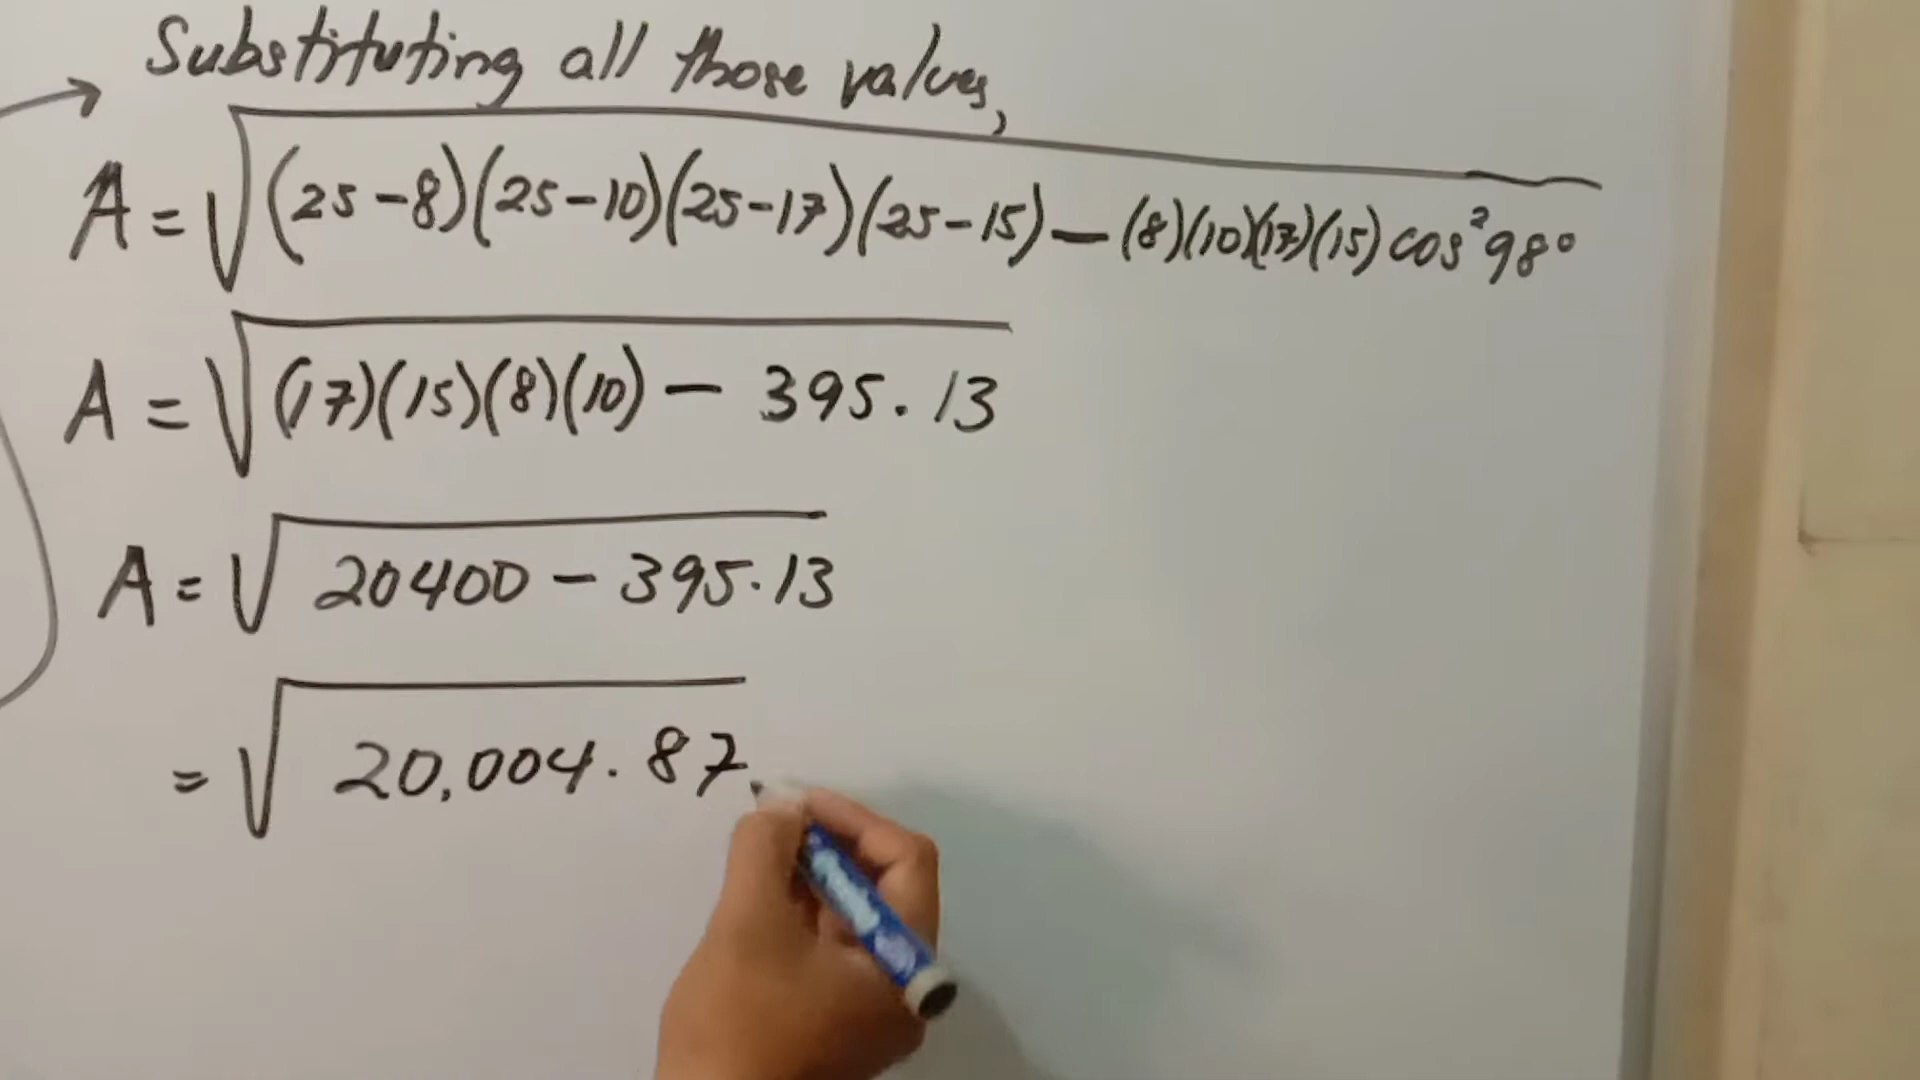 Substituting all those values,
A = √(25-8)(25-10)(25-17)(25-15) - (8)(10)(17)(15) cos²98°
A = √(17)(15)(8)(10) - 395.13
A = √20400 - 395.13
= √20,004.87